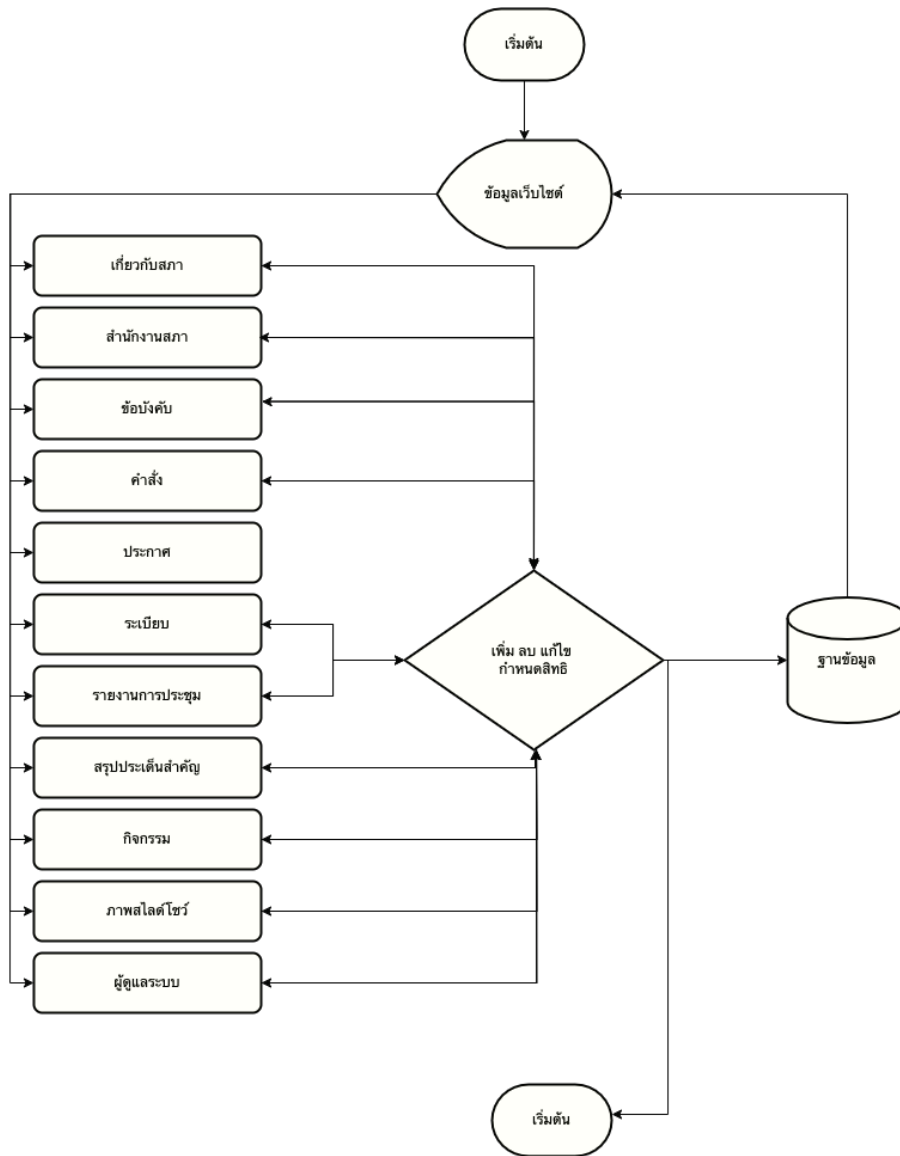 เริ่มต้น
ข้อมูลเว็บไซต์
เกี่ยวกับสภา
สำนักงานสภา
ข้อบังคับ
คำสั่ง
ประกาศ
ระเบียบ
เพิ่ม ลบ แก้ไข
กำหนดสิทธิ
ฐานข้อมูล
รายงานการประชุม
สรุปประเด็นสำคัญ
กิจกรรม
ภาพสไลด์โชว์
ผู้ดูแลระบบ
เริ่มต้น